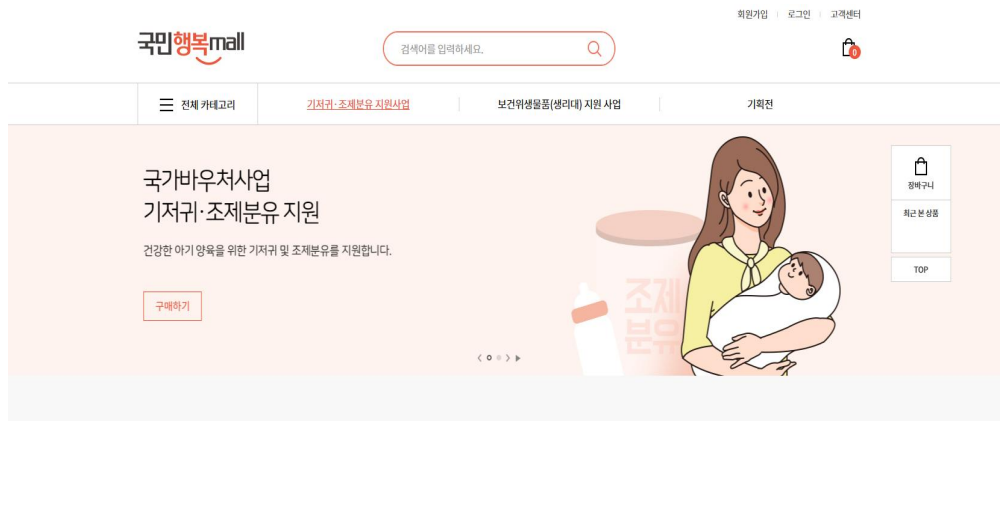 회원가입
로그인
고객센터
국민행복mall
검색어를 입력하세요.
0
전체 카테고리
기저귀·조제분유 지원사업
보건위생물품(생리대) 지원 사업
기획전
국가바우처사업
기저귀·조제분유 지원
건강한 아기 양육을 위한 기저귀 및 조제분유를 지원합니다.
구매하기
조제
분유
장바구니
최근 본 상품
TOP